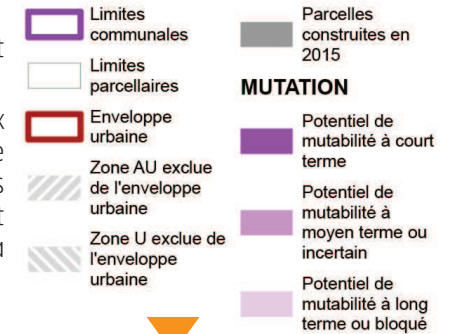 Limites
communales
Limites
parcellaires
Enveloppe
urbaine
Zone AU exclue
de l'enveloppe
urbaine
Zone U exclue de
l'enveloppe
urbaine
Parcelles
construites en
2015
MUTATION
Potentiel de
mutabilité à court
terme
Potentiel de
mutabilité à
moyen terme ou
incertain
Potentiel de
mutabilité à long
terme ou bloqué